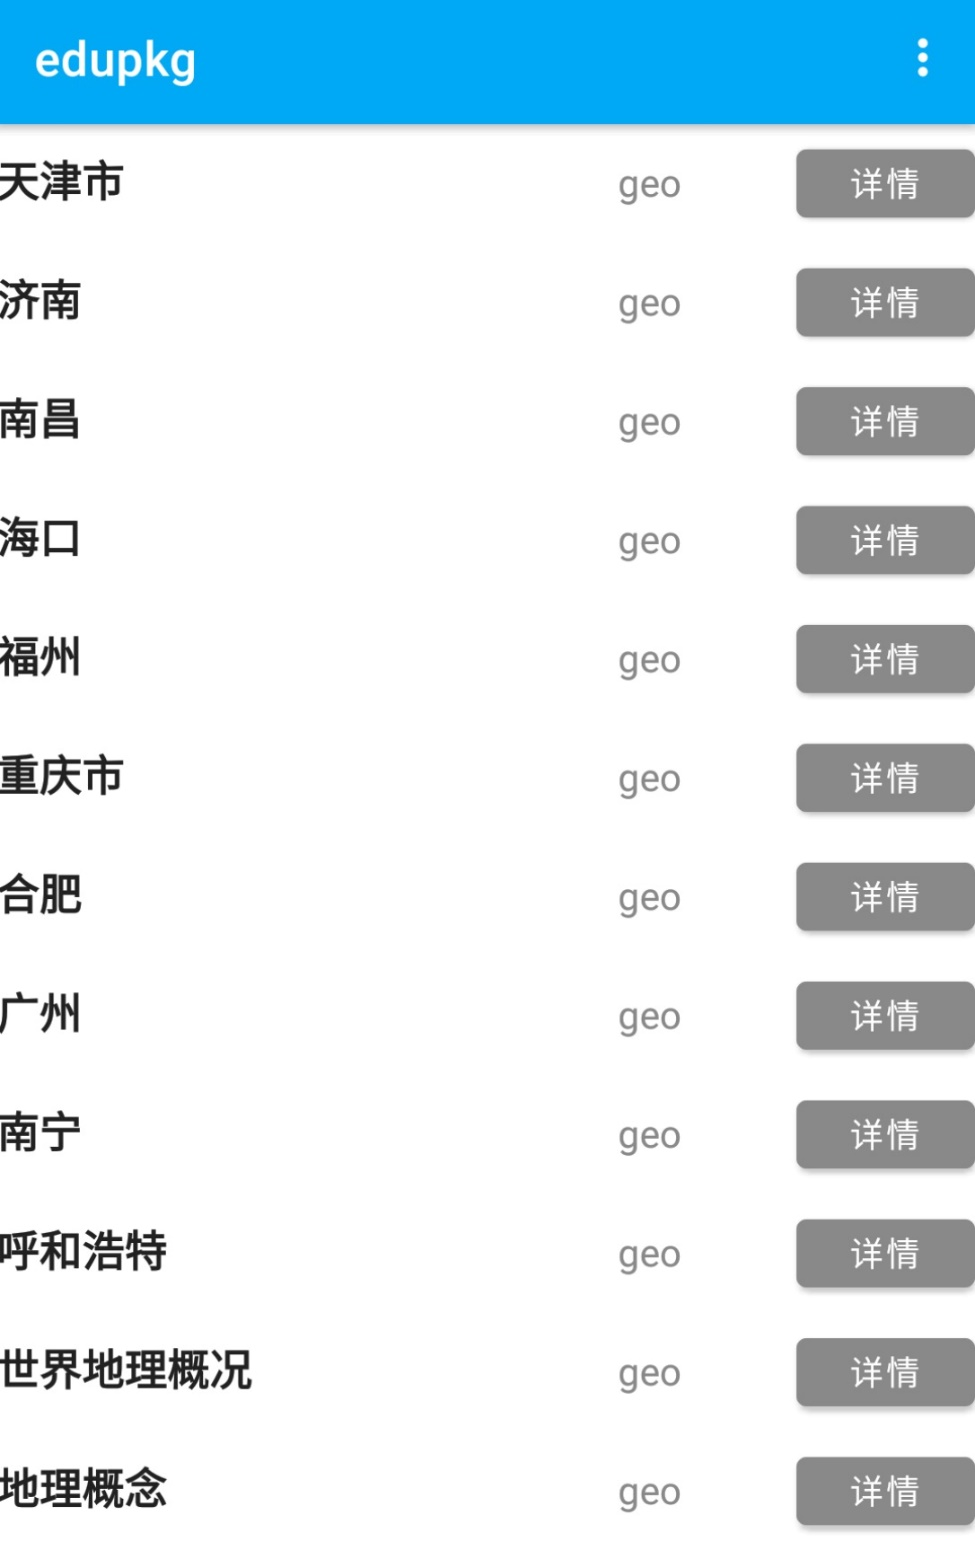 edupkg
天津市 geo 详情
济南 geo 详情
南昌 geo 详情
海口 geo 详情
福州 geo 详情
重庆市 geo 详情
合肥 geo 详情
广州 geo 详情
南宁 geo 详情
呼和浩特 geo 详情
世界地理概况 geo 详情
地理概念 geo 详情